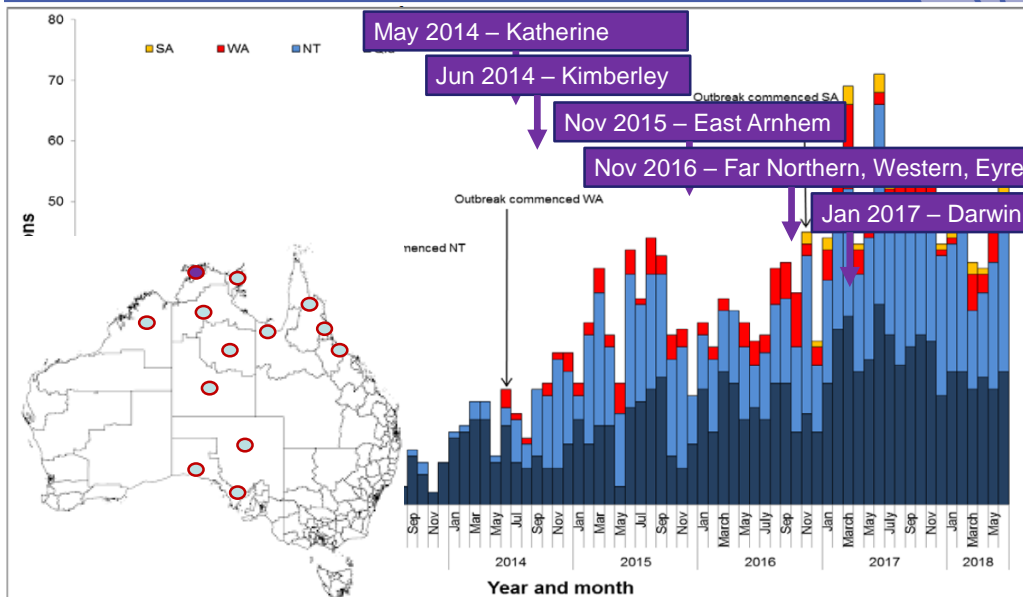 80
70
60
50
SA
WA
NT
May 2014 – Katherine
Jun 2014 – Kimberley
Outbreak commenced SA
Nov 2015 – East Arnhem
Nov 2016 – Far Northern, Western, Eyre
Outbreak commenced WA
Jan 2017 – Darwin
ns
menced NT
Sep
Nov
Jan
Mar
May
Jul
Sep
Nov
Jan
Mar
May
Jul
Sep
Nov
Jan
March
May
July
Sep
Nov
Jan
March
May
July
Sep
Nov
Jan
March
May
2014
2015
2016
2017
2018
Year and month